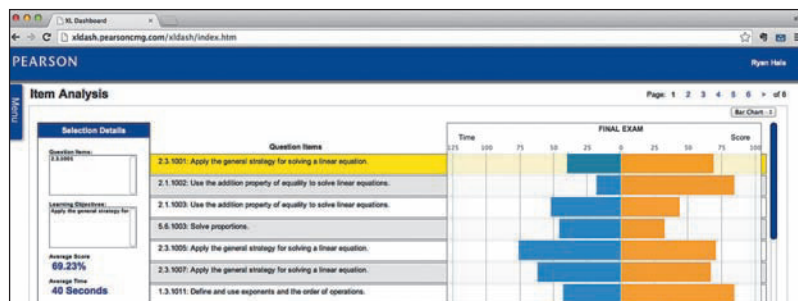 XL Dashboard
xldash.pearsoncmg.com/xldash/index.htm
PEARSON
Ryan Hale
Menu
Item Analysis
Page: 1 2 3 4 5 6 > of 8
Bar Chart
Selection Details
Question Items:
2.3.1001
Learning Objectives:
Apply the general strategy for
Average Score
69.23%
Average Time
40 Seconds
Question Items
2.3.1001: Apply the general strategy for solving a linear equation.
2.1.1002: Use the addition property of equality to solve linear equations.
2.1.1003: Use the addition property of equality to solve linear equations.
5.6.1003: Solve proportions.
2.3.1005: Apply the general strategy for solving a linear equation.
2.3.1007: Apply the general strategy for solving a linear equation.
1.3.1011: Define and use exponents and the order of operations.
FINAL EXAM
Time Score
125 100 75 50 25 0 25 50 75 100